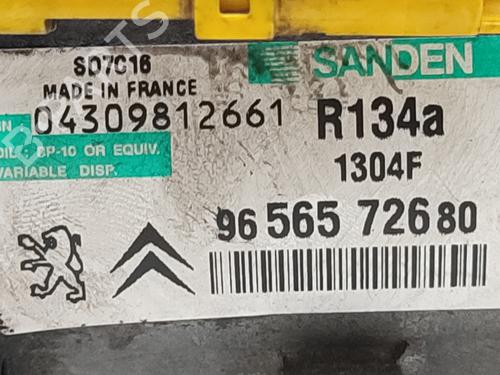 SD7C16
MADE IN FRANCE
SANDEN
04309812661
R134a
OIL: SP-10 OR EQUIV.
VARIABLE DISP.
1304F
96 565 726 80